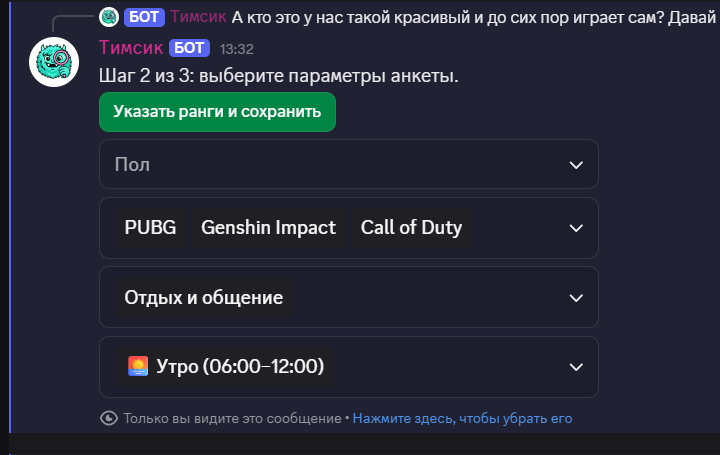 БОТ Тимсик А кто это у нас такой красивый и до сих пор играет сам? Давай
Тимсик БОТ 13:32
Шаг 2 из 3: выберите параметры анкеты.
Указать ранги и сохранить
Пол
PUBG Genshin Impact Call of Duty
Отдых и общение
Утро (06:00–12:00)
Только вы видите это сообщение • Нажмите здесь, чтобы убрать его